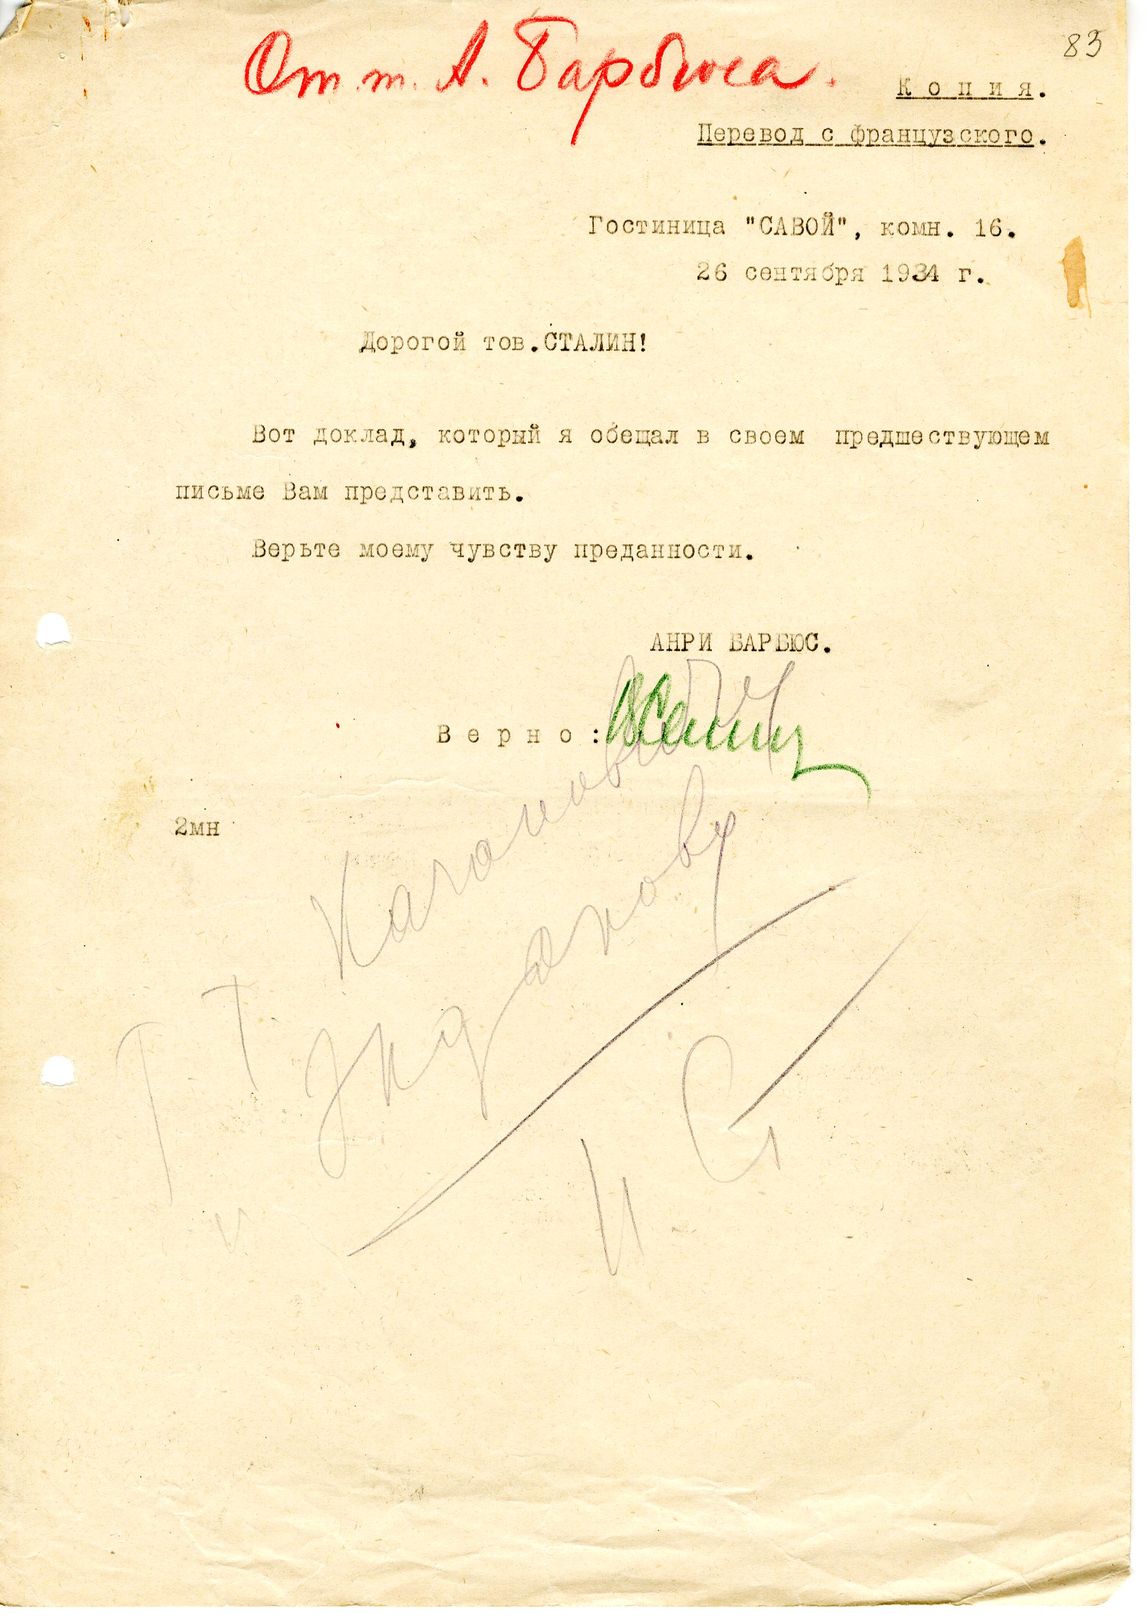 83
От т. А. Барбюса.
Копия.
Перевод с французского.
Гостиница "САВОЙ", комн. 16.
26 сентября 1934 г.
Дорогой тов.СТАЛИН!
Вот доклад, который я обещал в своем предшествующем
письме Вам представить.
Верьте моему чувству преданности.
АНРИ БАРБЮС.
Верно:
2мн
Т Т Кагановичу
и Жданову
И Ст